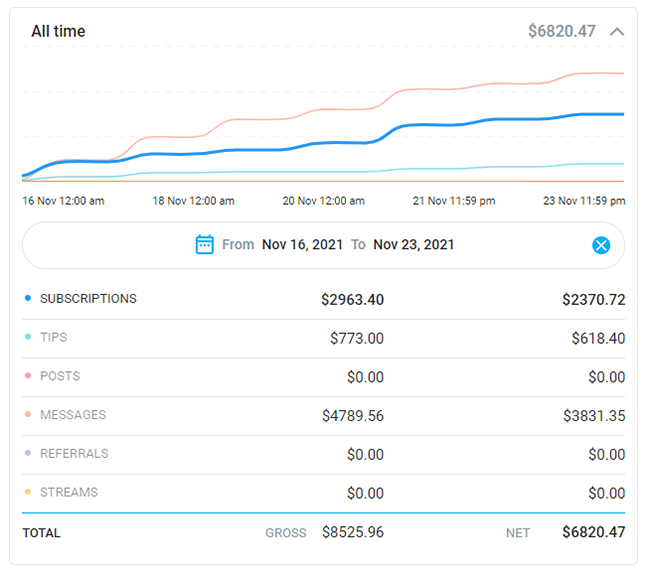 All time $6820.47
16 Nov 12:00 am 18 Nov 12:00 am 20 Nov 12:00 am 21 Nov 11:59 pm 23 Nov 11:59 pm
From Nov 16, 2021 To Nov 23, 2021
SUBSCRIPTIONS $2963.40 $2370.72
TIPS $773.00 $618.40
POSTS $0.00 $0.00
MESSAGES $4789.56 $3831.35
REFERRALS $0.00 $0.00
STREAMS $0.00 $0.00
TOTAL GROSS $8525.96 NET $6820.47